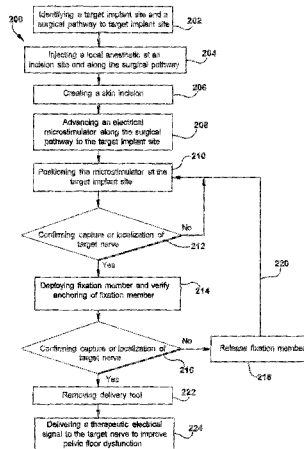 200
Identifying a target implant site and a
surgical pathway to target implant site
202
Injecting a local anesthetic at an
incision site and along the surgical pathway
204
Creating a skin incision
206
Advancing an electrical
microstimulator along the surgical
pathway to the target implant site
208
Positioning the microstimulator at the
target implant site
210
Confirming capture or localization of
target nerve
212
No
Yes
220
Deploying fixation member and verify
anchoring of fixation member
214
Confirming capture or localization of
target nerve
216
No
Release fixation member
218
Yes
Removing delivery tool
222
Delivering a therapeutic electrical
signal to the target nerve to improve
pelvic floor dysfunction
224